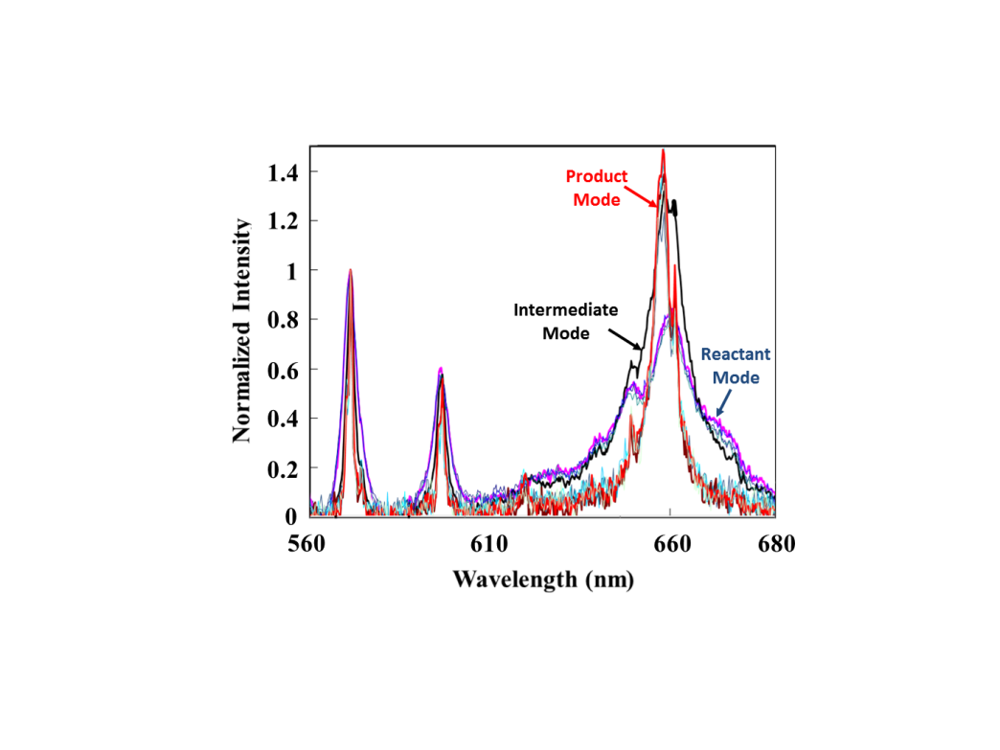 1.4
1.2
1
0.8
0.6
0.4
0.2
0
Normalized Intensity
Product
Mode
Intermediate
Mode
Reactant
Mode
560
610
660
680
Wavelength (nm)